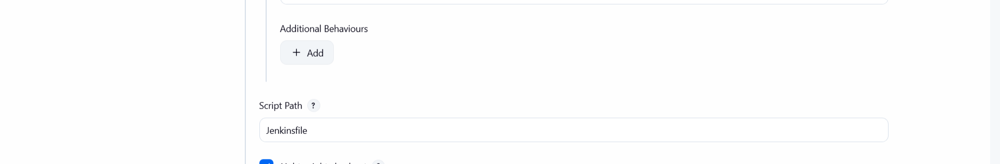 Additional Behaviours
+ Add
Script Path ?
Jenkinsfile